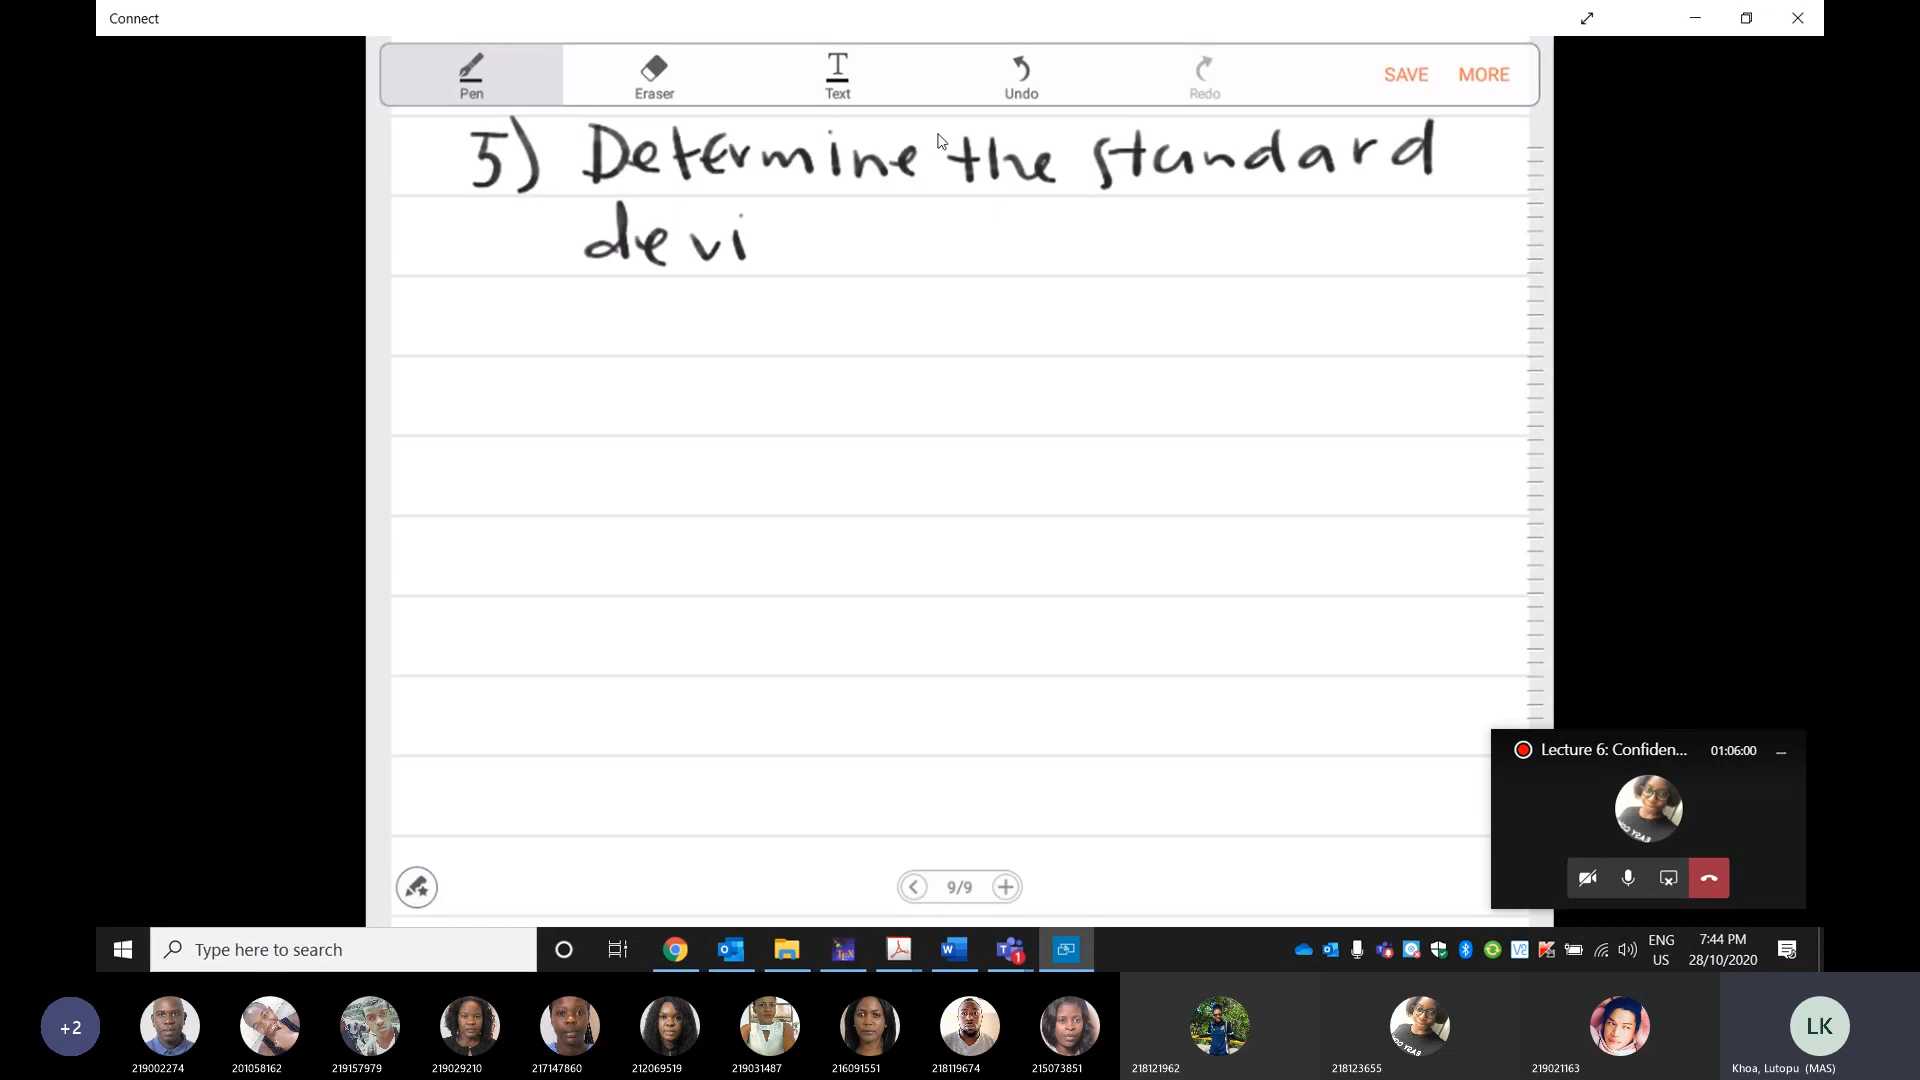 Connect
Pen
Eraser
Text
Undo
Redo
SAVE
MORE
5) Determine the standard
devi
Lecture 6: Confiden...
01:06:00
9/9
Type here to search
ENG
US
7:44 PM
28/10/2020
+2
219002274
201058162
219157979
219029210
217147860
212069519
219031487
216091551
218119674
215073851
218121962
218123655
219021163
LK
Khoa, Lutopu (MAS)